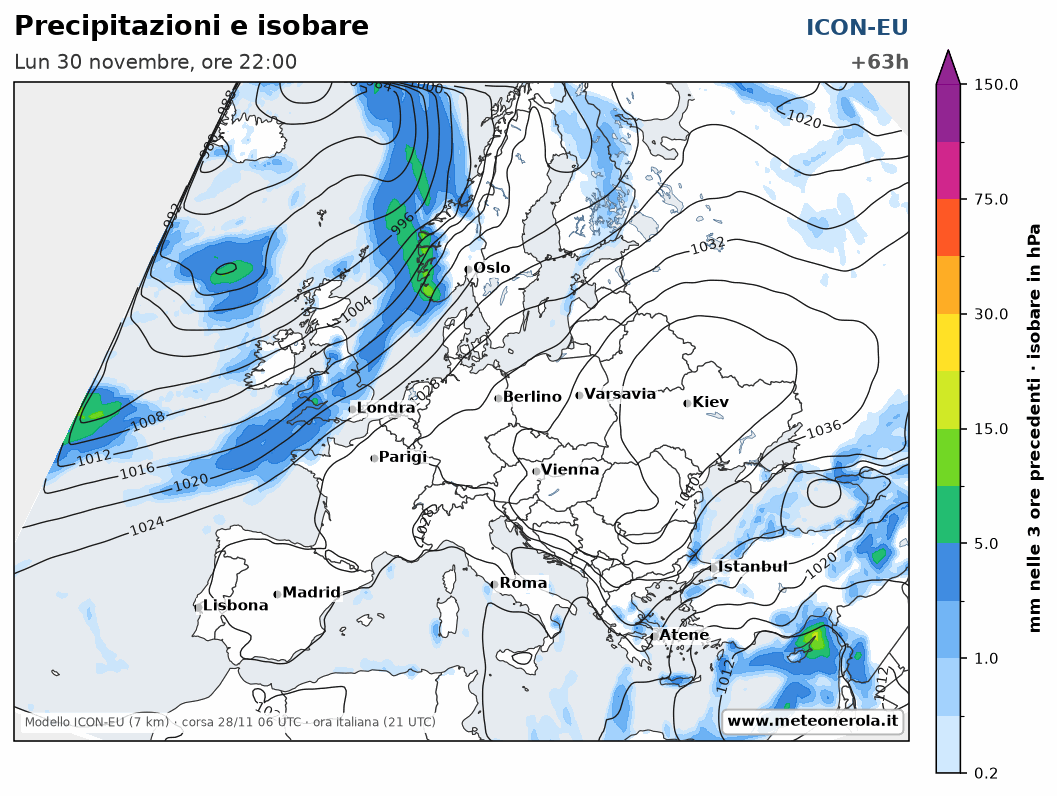 Precipitazioni e isobare
ICON-EU
Lun 30 novembre, ore 22:00
+63h
1000
988
1020
992
996
1032
Oslo
1004
1028
Berlino
Varsavia
Kiev
Londra
1008
1036
1012
Parigi
1016
Vienna
1020
1040
1024
1028
Istanbul
1020
Roma
Madrid
Lisbona
Atene
1012
1012
Modello ICON-EU (7 km) · corsa 28/11 06 UTC · ora italiana (21 UTC)
www.meteonerola.it
150.0
75.0
30.0
15.0
5.0
1.0
0.2
mm nelle 3 ore precedenti · isobare in hPa